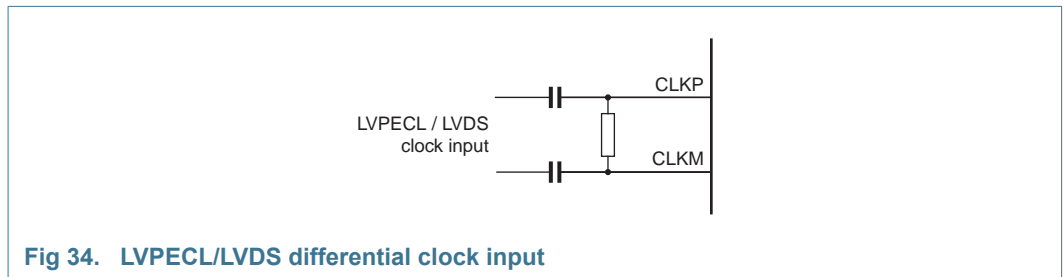 CLKP
LVPECL / LVDS
clock input
CLKM
Fig 34. LVPECL/LVDS differential clock input